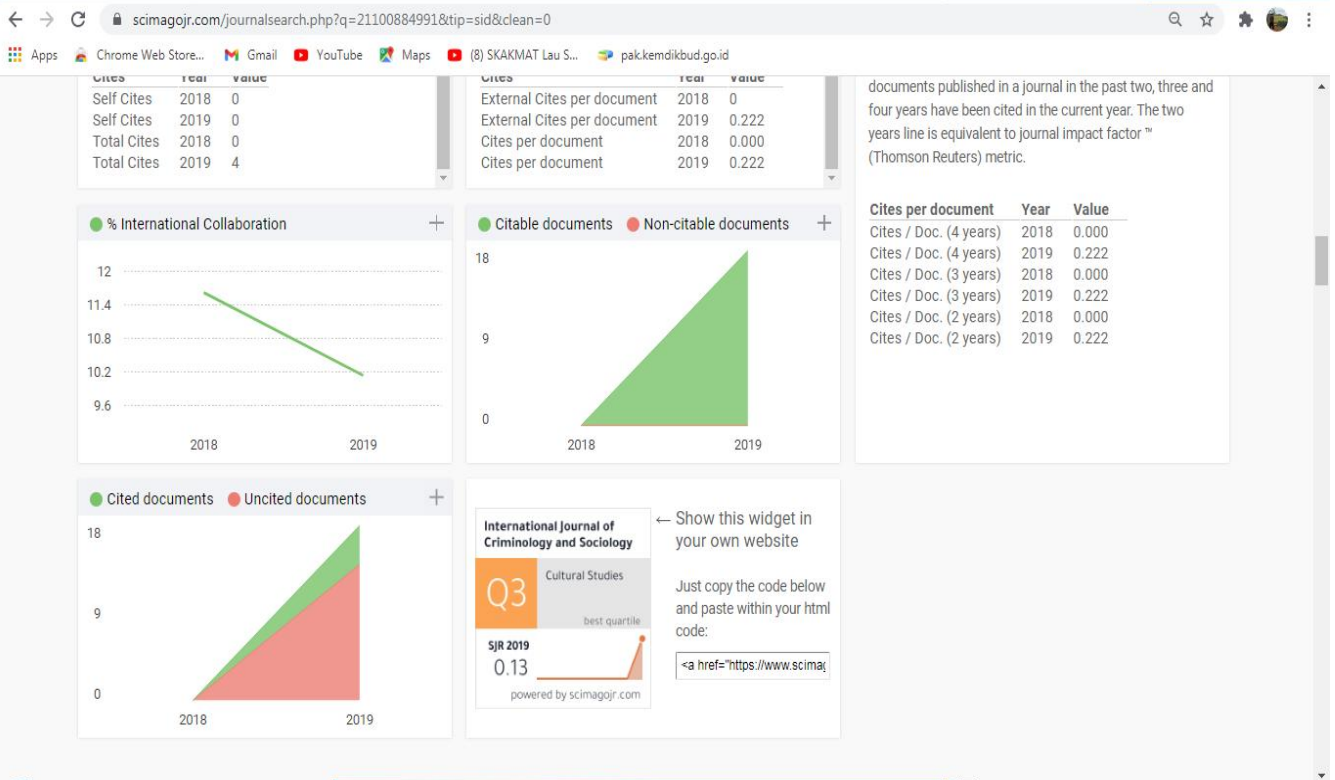 scimagojr.com/journalsearch.php?q=21100884991&tip=sid&clean=0
Apps Chrome Web Store... Gmail YouTube Maps (8) SKAKMAT Lau S... pak.kemdikbud.go.id
Cites Year Value
Self Cites 2018 0
Self Cites 2019 0
Total Cites 2018 0
Total Cites 2019 4
Cites Year Value
External Cites per document 2018 0
External Cites per document 2019 0.222
Cites per document 2018 0.000
Cites per document 2019 0.222
documents published in a journal in the past two, three and
four years have been cited in the current year. The two
years line is equivalent to journal impact factor ™
(Thomson Reuters) metric.
Cites per document Year Value
Cites / Doc. (4 years) 2018 0.000
Cites / Doc. (4 years) 2019 0.222
Cites / Doc. (3 years) 2018 0.000
Cites / Doc. (3 years) 2019 0.222
Cites / Doc. (2 years) 2018 0.000
Cites / Doc. (2 years) 2019 0.222
% International Collaboration
12
11.4
10.8
10.2
9.6
2018 2019
Citable documents Non-citable documents
18
9
0
2018 2019
Cited documents Uncited documents
18
9
0
2018 2019
International Journal of
Criminology and Sociology
Q3
Cultural Studies
best quartile
SJR 2019
0.13
powered by scimagojr.com
← Show this widget in
your own website
Just copy the code below
and paste within your html
code:
<a href="https://www.scimag